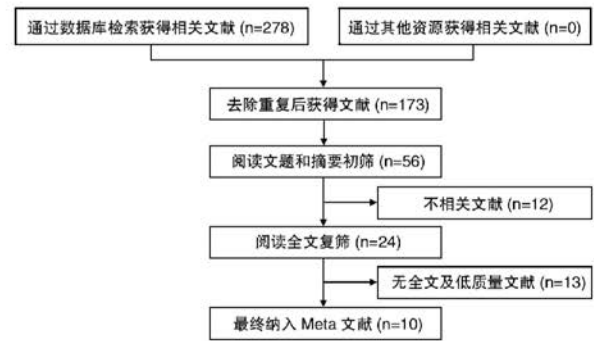 通过数据库检索获得相关文献 (n=278)
通过其他资源获得相关文献 (n=0)
去除重复后获得文献 (n=173)
阅读文题和摘要初筛 (n=56)
不相关文献 (n=12)
阅读全文复筛 (n=24)
无全文及低质量文献 (n=13)
最终纳入 Meta 文献 (n=10)